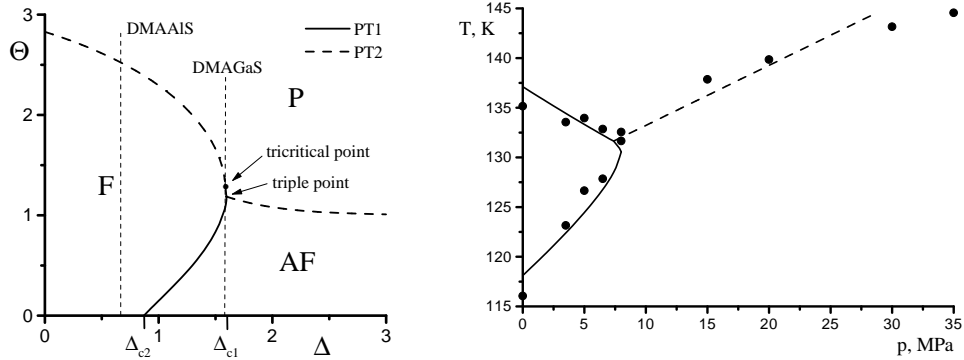 DMAAlS
PT1
PT2
DMAGaS
Θ
P
tricritical point
triple point
F
AF
3
2
1
0
0
1
2
3
Δc2
Δc1
Δ
T, K
145
140
135
130
125
120
115
0
5
10
15
20
25
30
35
p, MPa